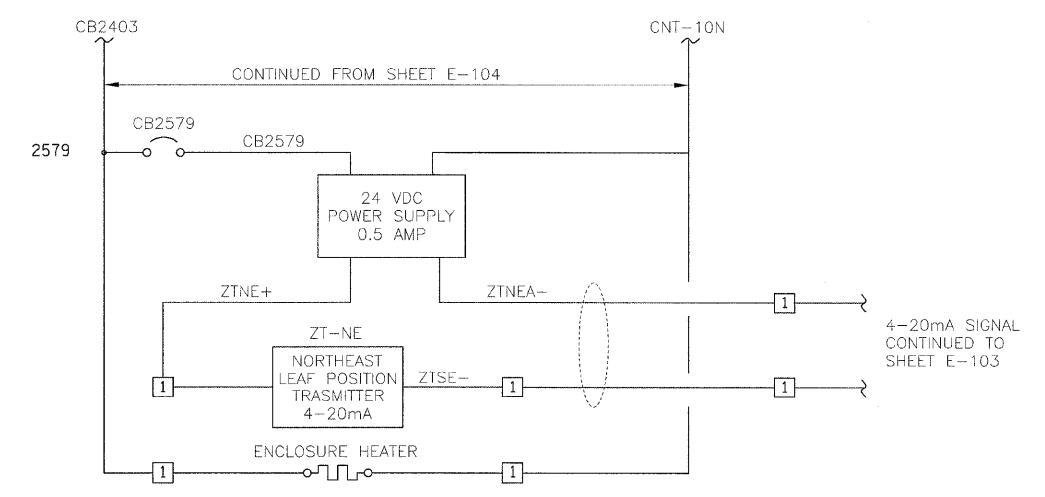 CB2403
CNT-10N
CONTINUED FROM SHEET E-104
CB2579
2579
CB2579
24 VDC
POWER SUPPLY
0.5 AMP
ZTNE+
ZTNEA-
1
4-20mA SIGNAL
CONTINUED TO
SHEET E-103
ZT-NE
NORTHEAST
LEAF POSITION
TRASMITTER
4-20mA
1
ZTSE-
1
1
ENCLOSURE HEATER
1
1